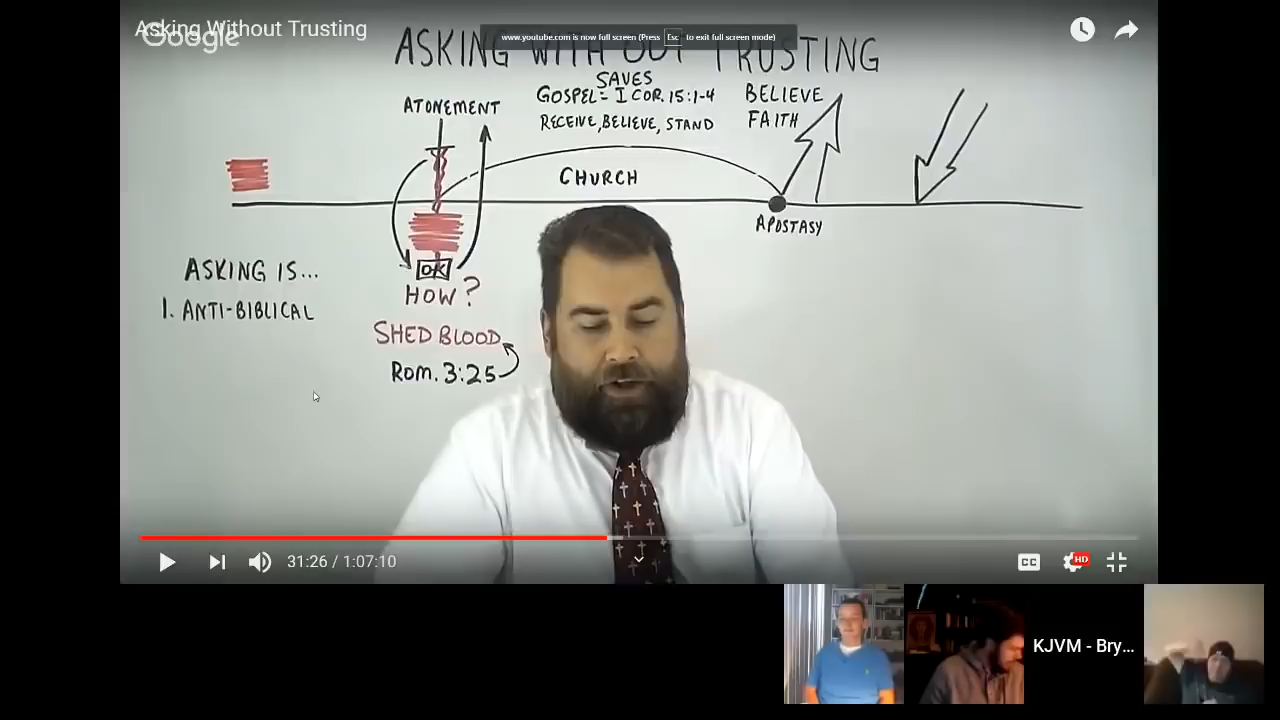 Asking Without Trusting
Google
www.youtube.com is now full screen (Press Esc to exit full screen mode)
ASKING WITHOUT TRUSTING
SAVES
GOSPEL = I COR. 15:1-4
RECEIVE, BELIEVE, STAND
ATONEMENT
BELIEVE
FAITH
CHURCH
APOSTASY
ASKING IS...
1. ANTI-BIBLICAL
OK
HOW?
SHED BLOOD
ROM. 3:25
31:26 / 1:07:10
CC
HD
KJVM - Bry...